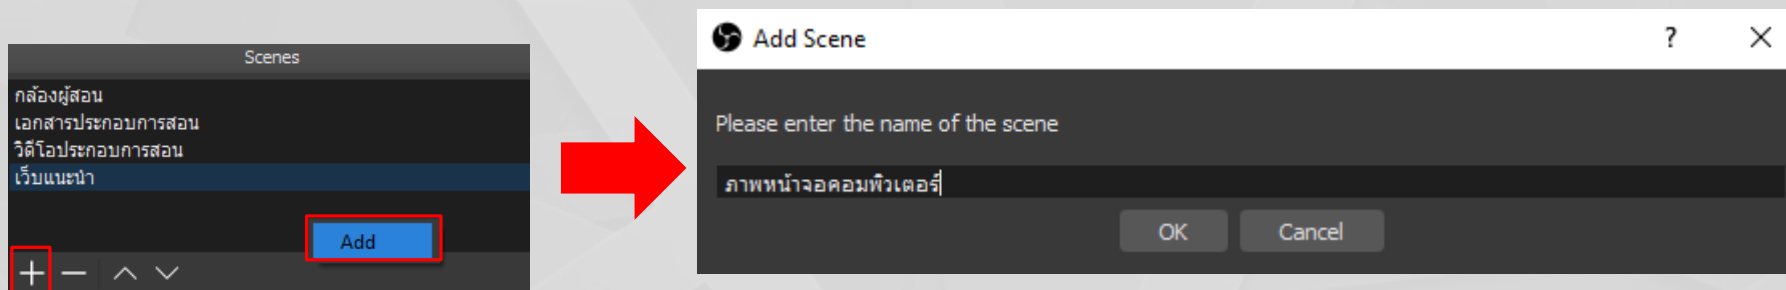 Scenes
กล้องผู้สอน
เอกสารประกอบการสอน
วิดีโอประกอบการสอน
เว็บแนะนำ
Add
Add Scene
Please enter the name of the scene
ภาพหน้าจอคอมพิวเตอร์
OK Cancel